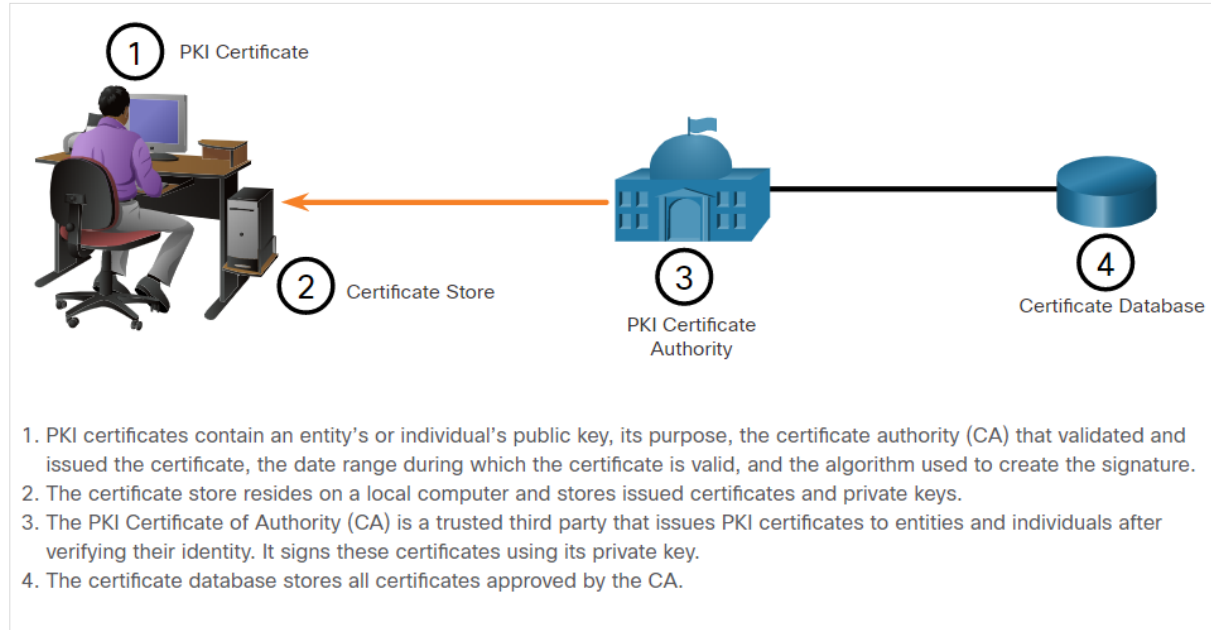 1
PKI Certificate
2
Certificate Store
3
PKI Certificate
Authority
4
Certificate Database
1. PKI certificates contain an entity's or individual's public key, its purpose, the certificate authority (CA) that validated and
issued the certificate, the date range during which the certificate is valid, and the algorithm used to create the signature.
2. The certificate store resides on a local computer and stores issued certificates and private keys.
3. The PKI Certificate of Authority (CA) is a trusted third party that issues PKI certificates to entities and individuals after
verifying their identity. It signs these certificates using its private key.
4. The certificate database stores all certificates approved by the CA.